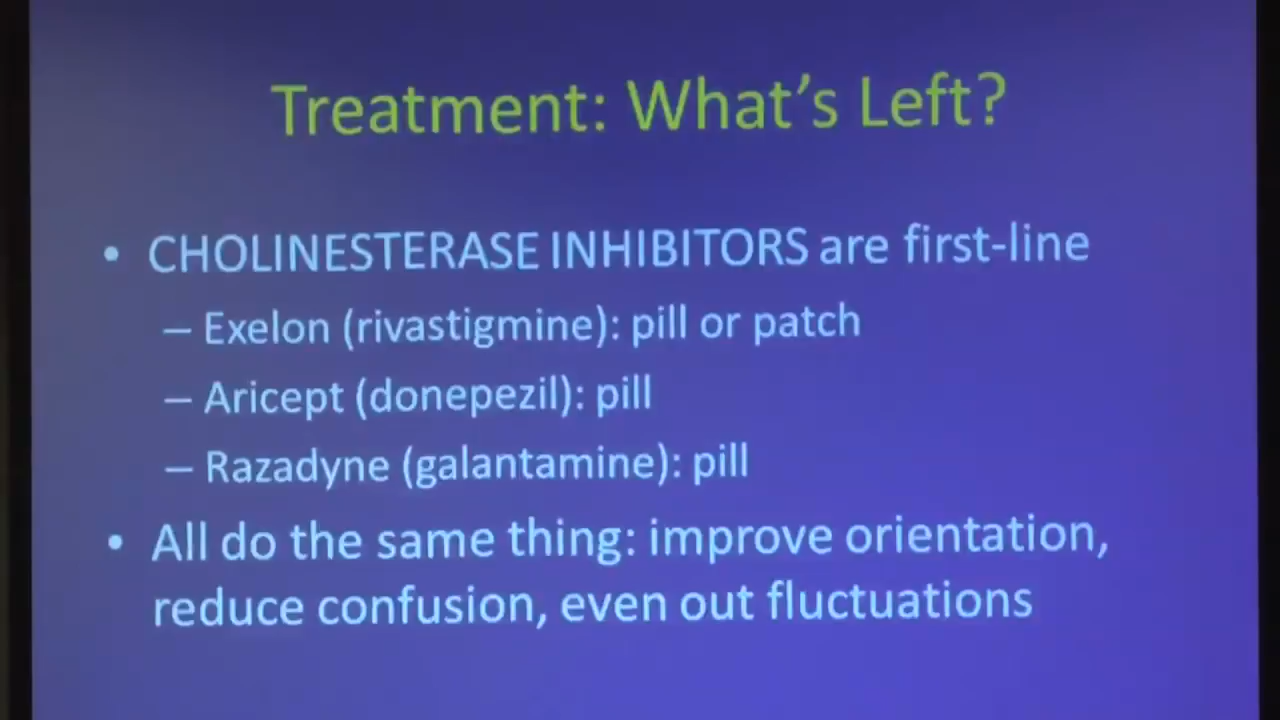 Treatment: What's Left?
• CHOLINESTERASE INHIBITORS are first-line
– Exelon (rivastigmine): pill or patch
– Aricept (donepezil): pill
– Razadyne (galantamine): pill
• All do the same thing: improve orientation,
reduce confusion, even out fluctuations